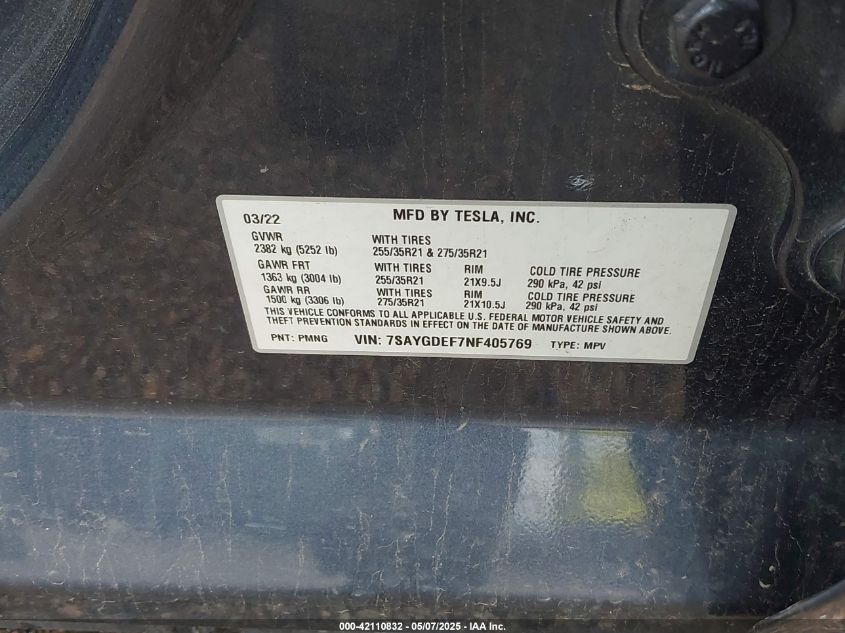 03/22 MFD BY TESLA, INC.
GVWR WITH TIRES
2382 kg (5252 lb) 255/35R21 & 275/35R21
GAWR FRT WITH TIRES RIM COLD TIRE PRESSURE
1363 kg (3004 lb) 255/35R21 21X9.5J 290 kPa, 42 psi
GAWR RR WITH TIRES RIM COLD TIRE PRESSURE
1500 kg (3306 lb) 275/35R21 21X10.5J 290 kPa, 42 psi
THIS VEHICLE CONFORMS TO ALL APPLICABLE U.S. FEDERAL MOTOR VEHICLE SAFETY AND
THEFT PREVENTION STANDARDS IN EFFECT ON THE DATE OF MANUFACTURE SHOWN ABOVE.
PNT: PMNG VIN: 7SAYGDEF7NF405769 TYPE: MPV
000-42110832 - 05/07/2025 - IAA Inc.